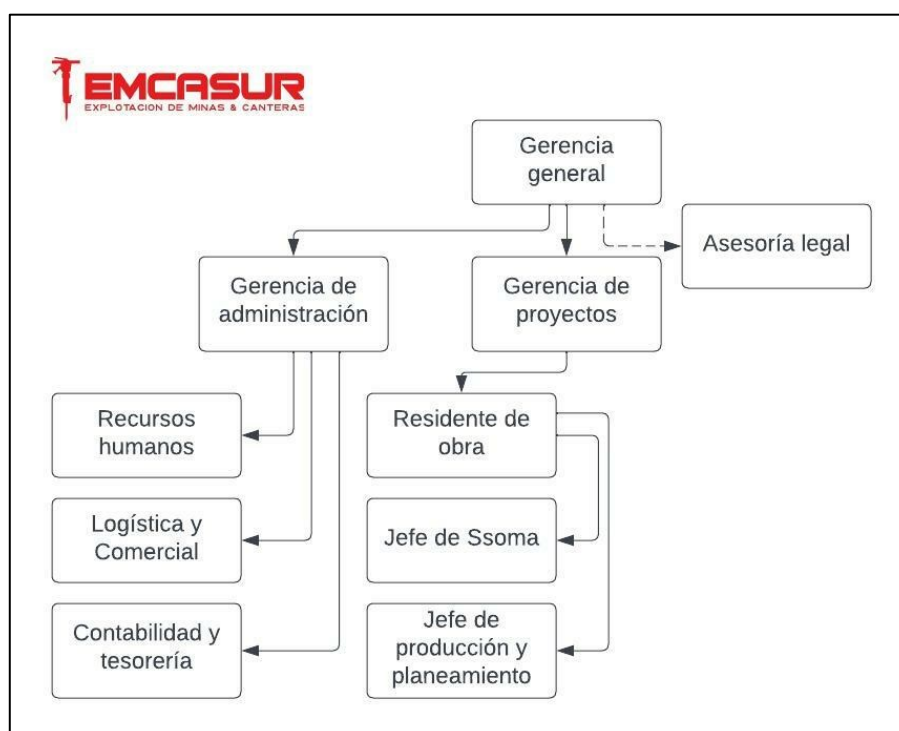 EMCASUR
EXPLOTACION DE MINAS & CANTERAS
Gerencia
general
Asesoría legal
Gerencia de
administración
Gerencia de
proyectos
Recursos
humanos
Logística y
Comercial
Contabilidad y
tesorería
Residente de
obra
Jefe de Ssoma
Jefe de
producción y
planeamiento